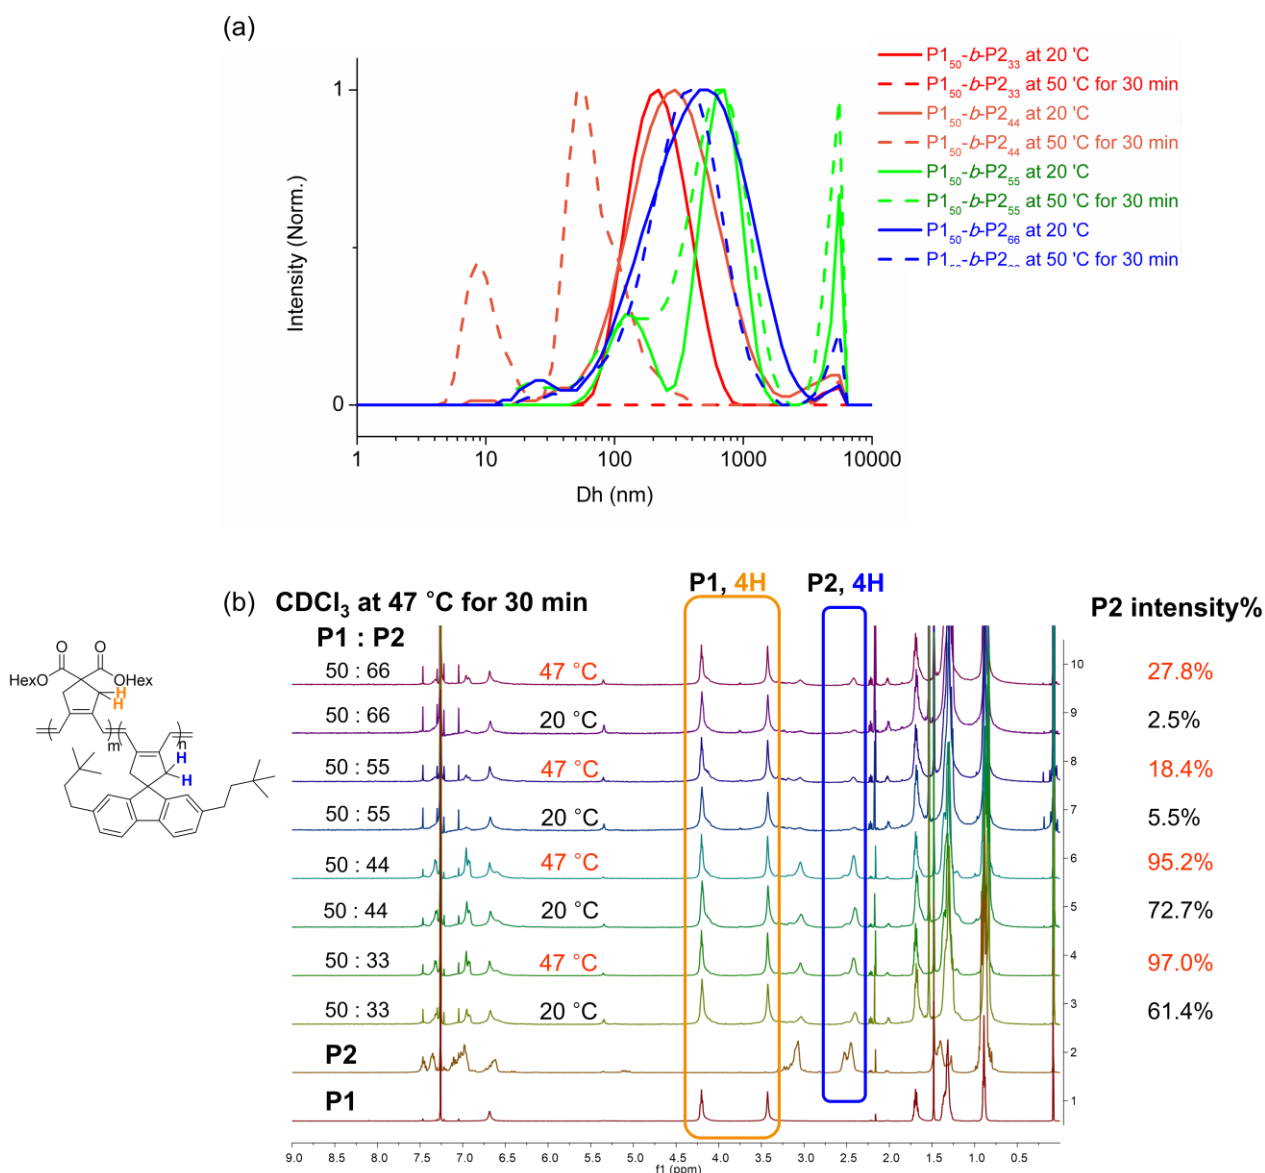 (a)
Intensity (Norm.)
1
0
1 10 100 1000 10000
Dh (nm)
P1₅₀-b-P2₃₃ at 20 'C
P1₅₀-b-P2₃₃ at 50 'C for 30 min
P1₅₀-b-P2₄₄ at 20 'C
P1₅₀-b-P2₄₄ at 50 'C for 30 min
P1₅₀-b-P2₅₅ at 20 'C
P1₅₀-b-P2₅₅ at 50 'C for 30 min
P1₅₀-b-P2₆₆ at 20 'C
-b-P2 at 50 'C for 30 min
(b) CDCl₃ at 47 °C for 30 min
P1, 4H
P2, 4H
P2 intensity%
P1 : P2
50 : 66 47 °C 10 27.8%
50 : 66 20 °C 9 2.5%
50 : 55 47 °C 8 18.4%
50 : 55 20 °C 7 5.5%
50 : 44 47 °C 6 95.2%
50 : 44 20 °C 5 72.7%
50 : 33 47 °C 4 97.0%
50 : 33 20 °C 3 61.4%
P2 2
P1 1
9.0 8.5 8.0 7.5 7.0 6.5 6.0 5.5 5.0 4.5 4.0 3.5 3.0 2.5 2.0 1.5 1.0 0.5
f1 (ppm)
O O
HexO OHex
H
H
m n
H
H